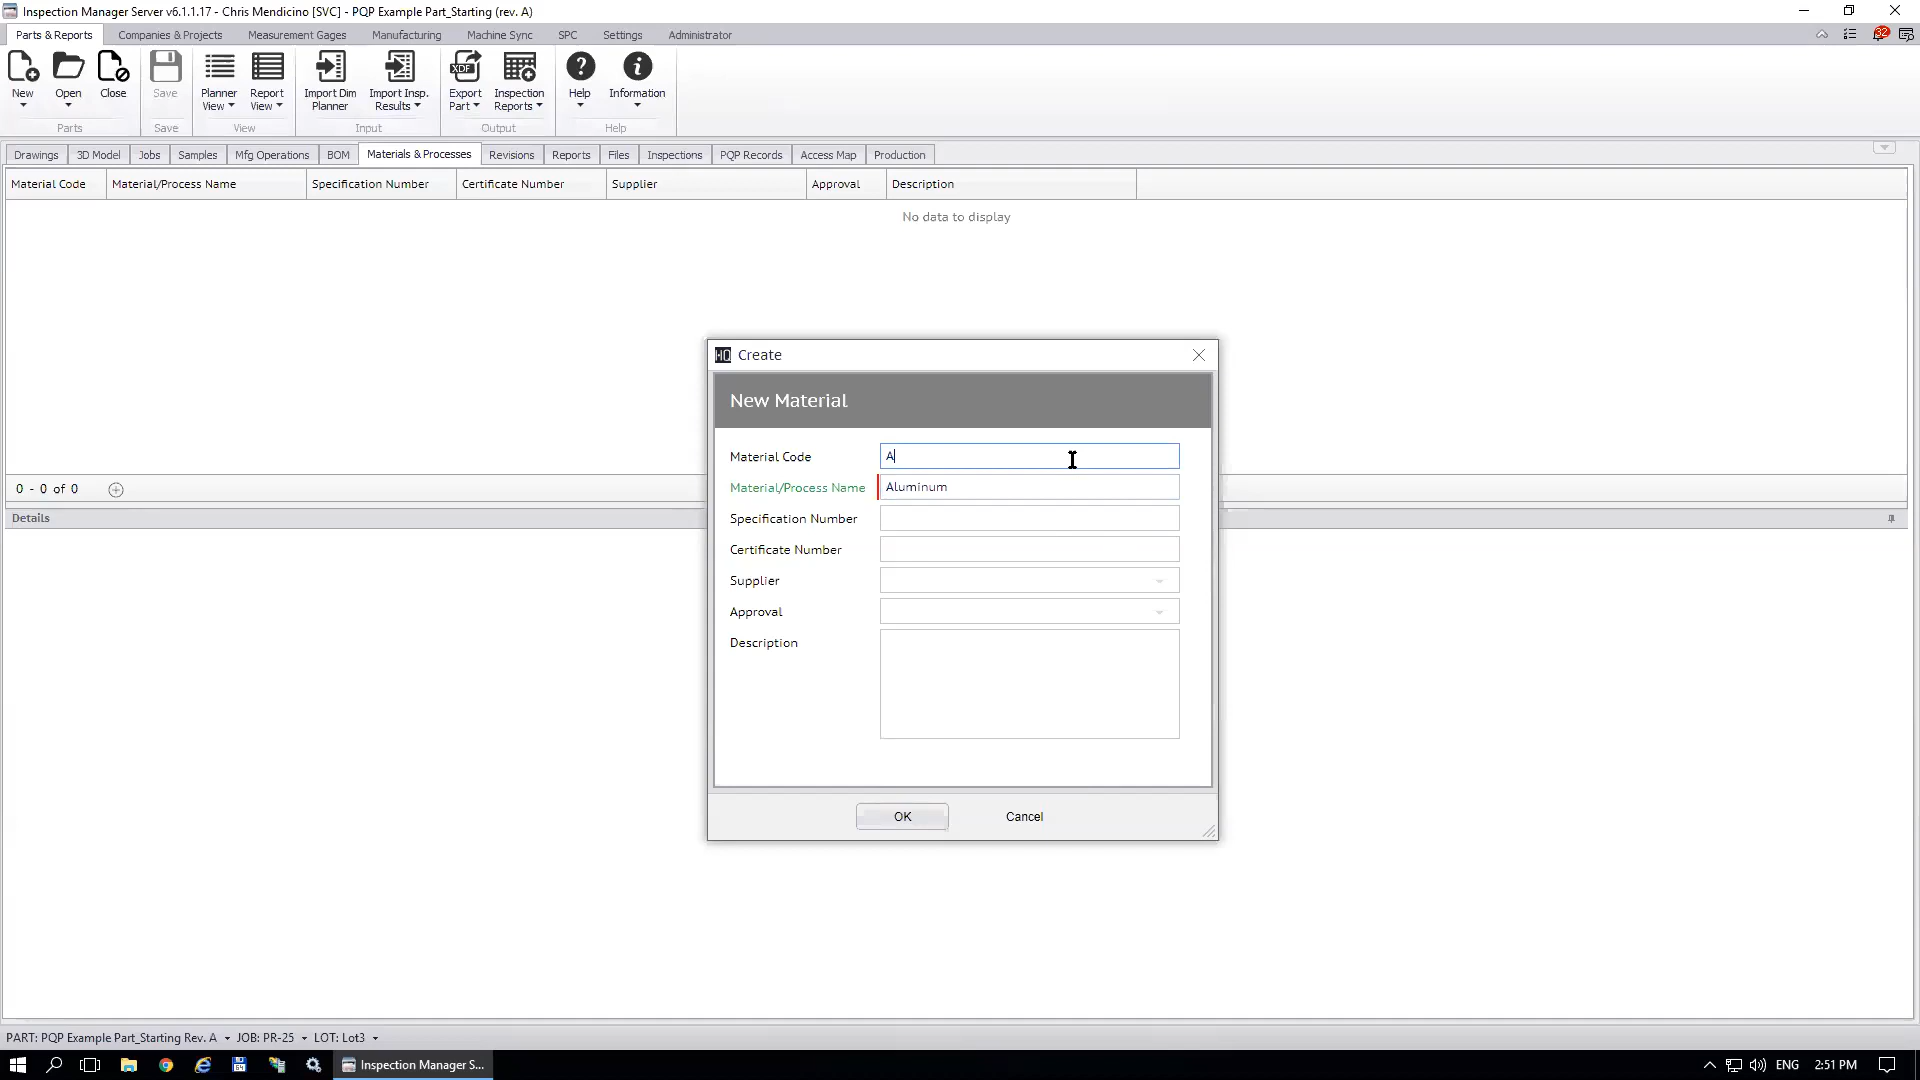 Inspection Manager Server v6.1.1.17 - Chris Mendicino [SVC] - PQP Example Part_Starting (rev. A)
Parts & Reports Companies & Projects Measurement Gages Manufacturing Machine Sync SPC Settings Administrator
32
New Open Close Save Planner View Report View Import Dim Planner Import Insp. Results XDF Export Part Inspection Reports Help Information
Parts Save View Input Output Help
Drawings 3D Model Jobs Samples Mfg Operations BOM Materials & Processes Revisions Reports Files Inspections PQP Records Access Map Production
Material Code Material/Process Name Specification Number Certificate Number Supplier Approval Description
No data to display
HQ Create
New Material
Material Code A
Material/Process Name Aluminum
Specification Number
Certificate Number
Supplier
Approval
Description
OK Cancel
0 - 0 of 0
Details
PART: PQP Example Part_Starting Rev. A JOB: PR-25 LOT: Lot3
Inspection Manager S... ENG 2:51 PM